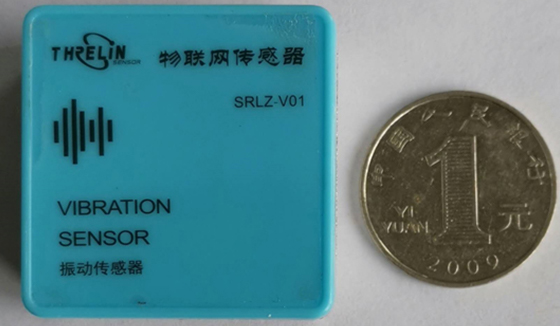 THRELIN
SENSOR
物联网传感器
SRLZ-V01
VIBRATION
SENSOR
振动传感器
中国人民银行
1元
YI
YUAN
2009